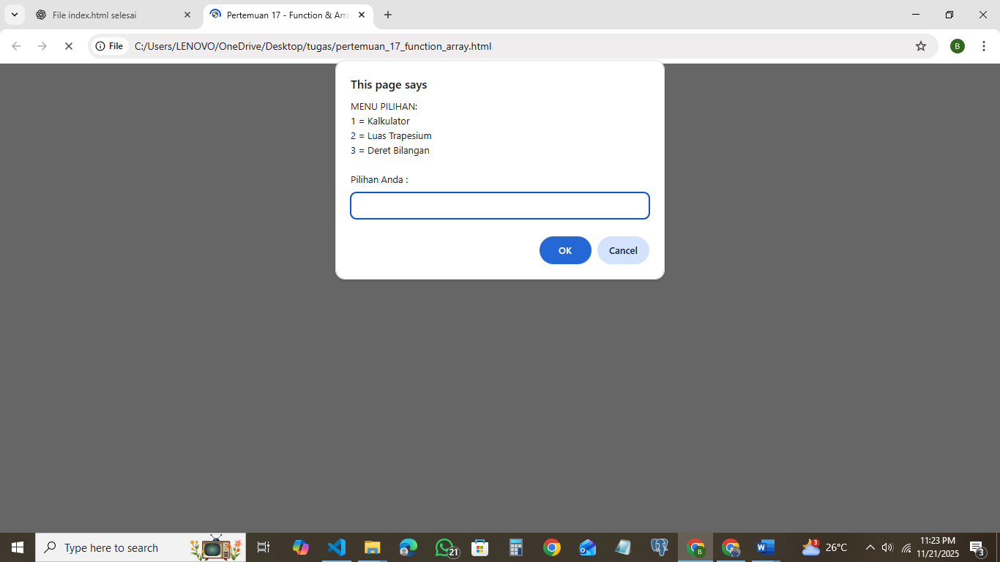 File index.html selesai
Pertemuan 17 - Function & Arra
File
C:/Users/LENOVO/OneDrive/Desktop/tugas/pertemuan_17_function_array.html
B
This page says
MENU PILIHAN:
1 = Kalkulator
2 = Luas Trapesium
3 = Deret Bilangan
Pilihan Anda :
OK
Cancel
Type here to search
21
B
3
26°C
11:23 PM
11/21/2025
3